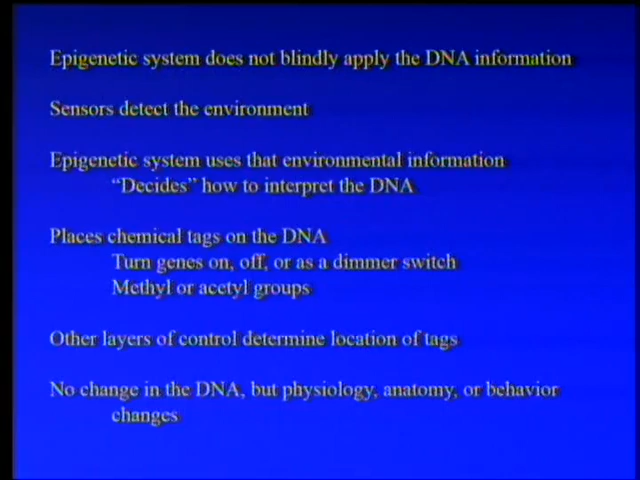 Epigenetic system does not blindly apply the DNA information
Sensors detect the environment
Epigenetic system uses that environmental information
“Decides” how to interpret the DNA
Places chemical tags on the DNA
Turn genes on, off, or as a dimmer switch
Methyl or acetyl groups
Other layers of control determine location of tags
No change in the DNA, but physiology, anatomy, or behavior
changes